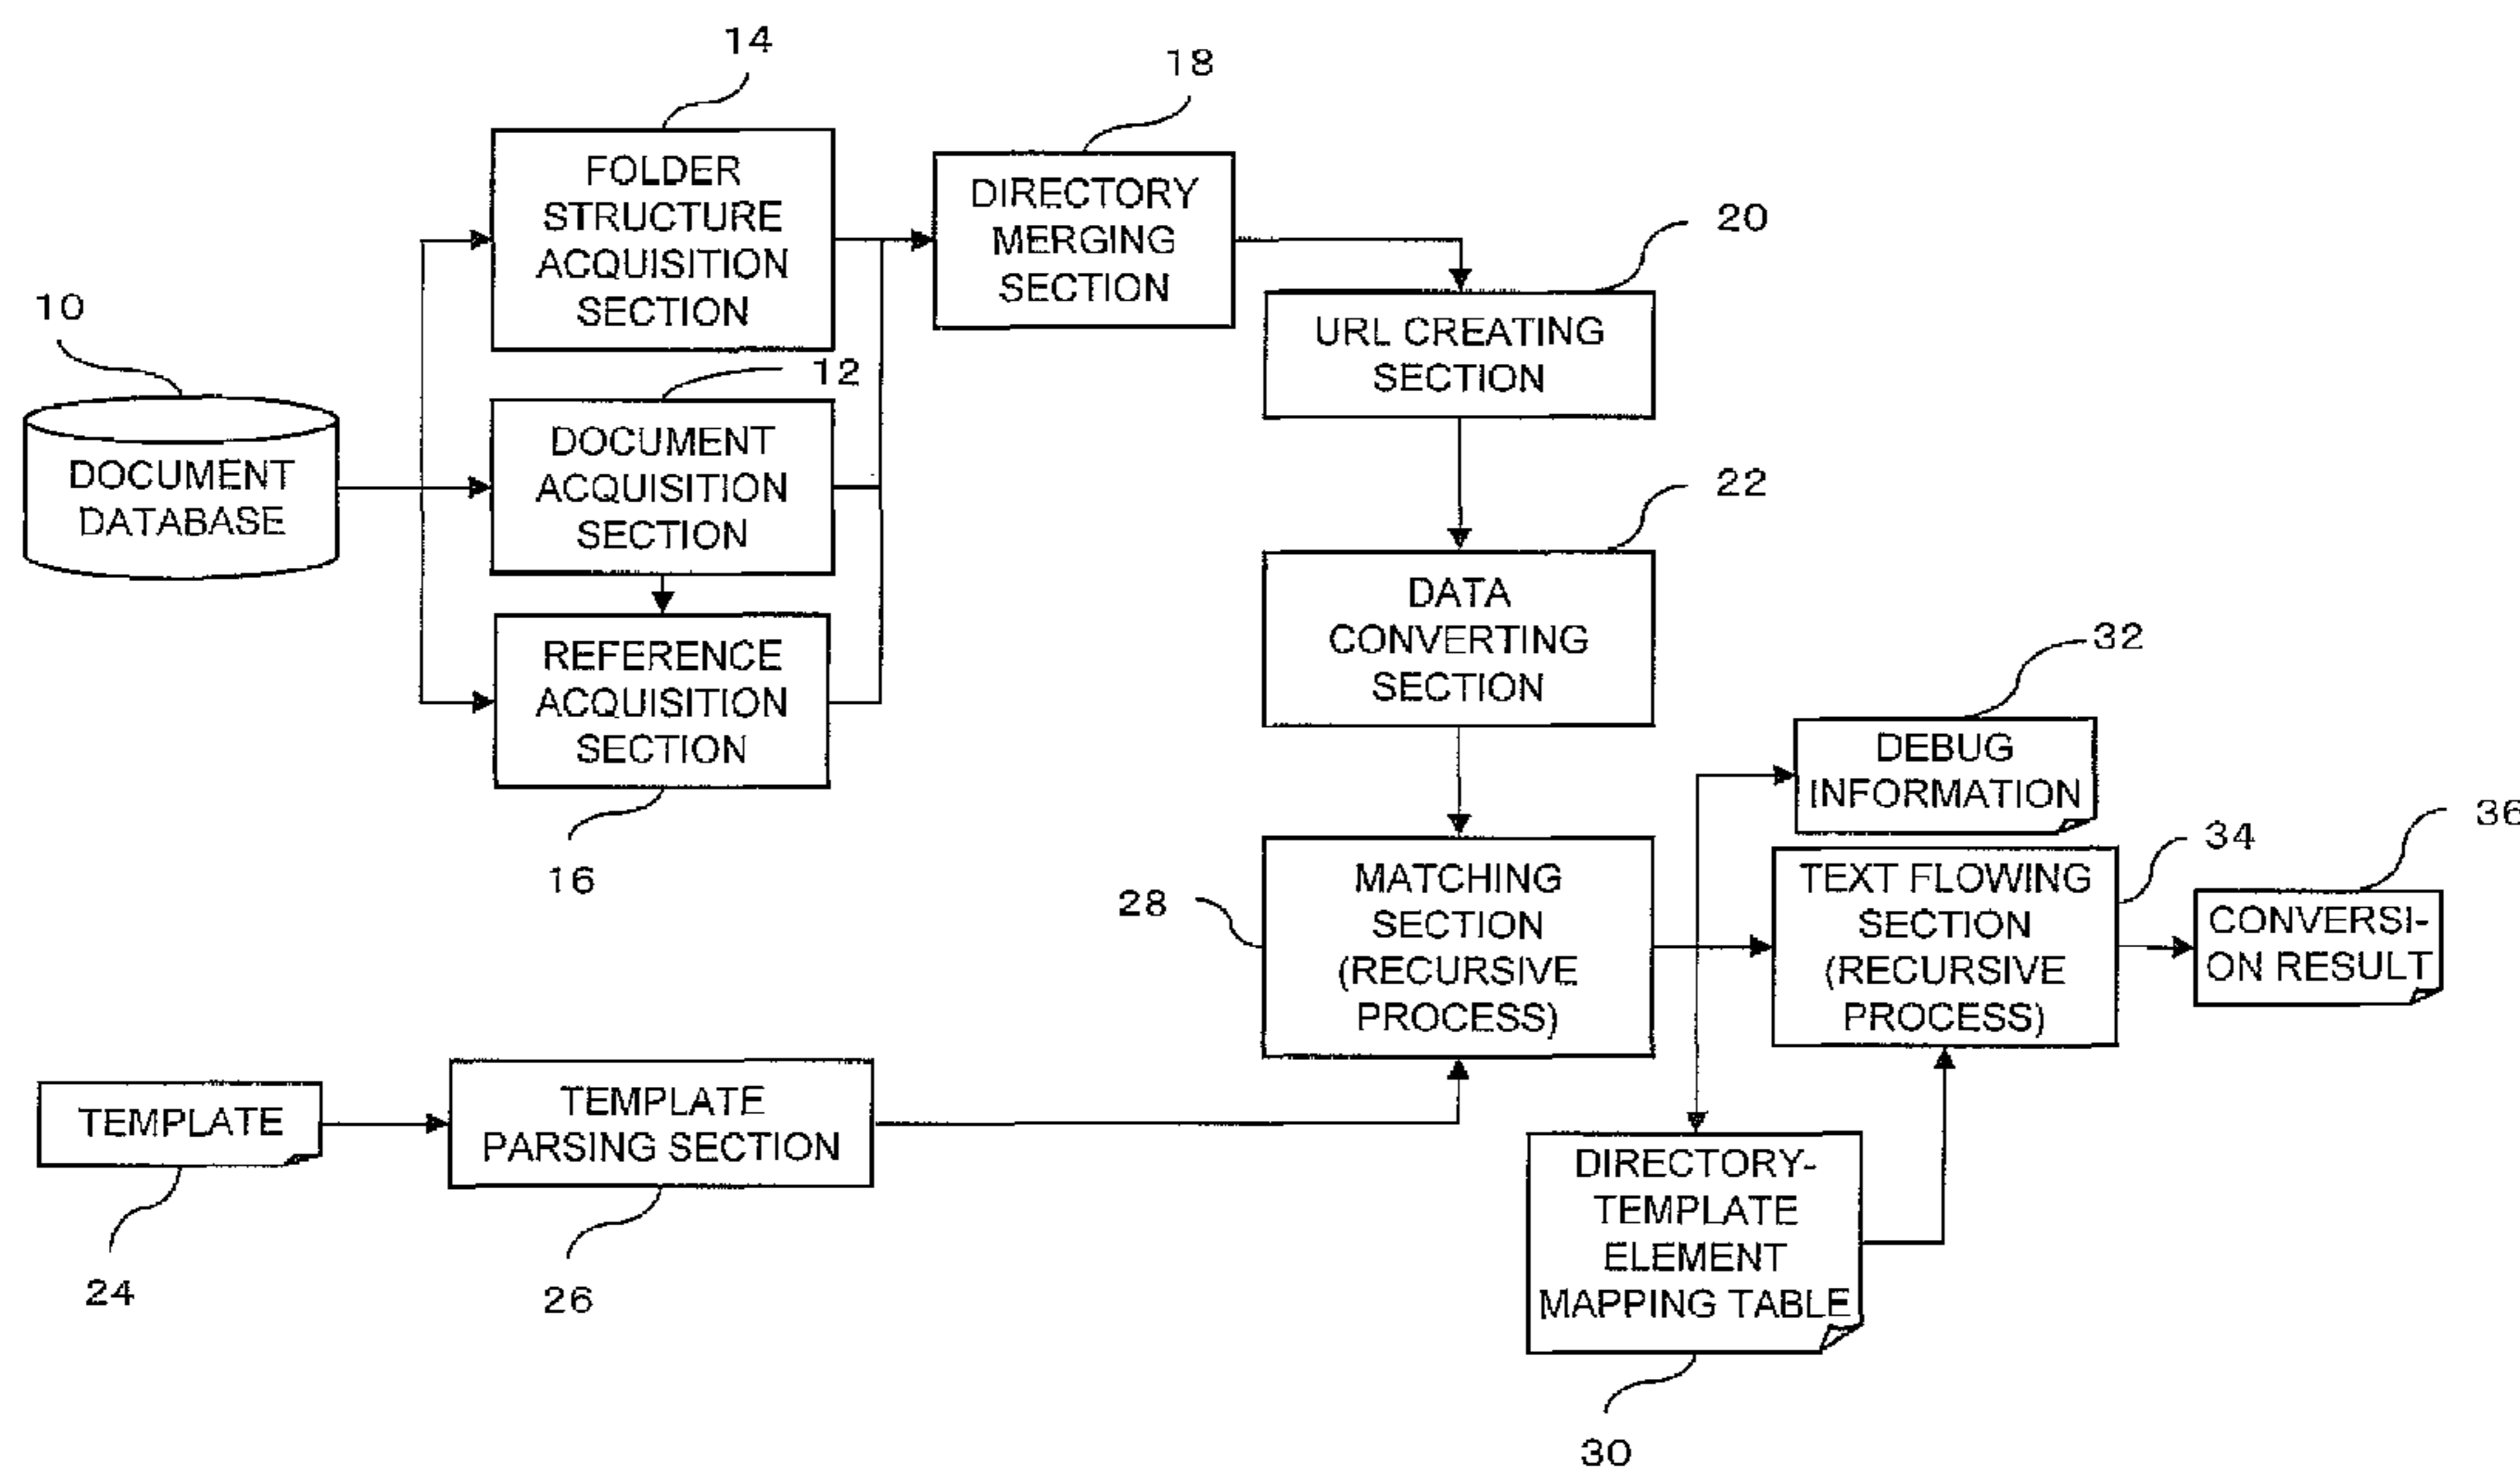 14
18
FOLDER
STRUCTURE
ACQUISITION
SECTION
DIRECTORY
MERGING
SECTION
20
10
URL CREATING
SECTION
12
DOCUMENT
DATABASE
DOCUMENT
ACQUISITION
SECTION
22
DATA
CONVERTING
SECTION
REFERENCE
ACQUISITION
SECTION
16
32
DEBUG
INFORMATION
28
MATCHING
SECTION
(RECURSIVE
PROCESS)
34
TEXT FLOWING
SECTION
(RECURSIVE
PROCESS)
36
CONVERSI-
ON RESULT
TEMPLATE
24
TEMPLATE
PARSING SECTION
26
DIRECTORY-
TEMPLATE
ELEMENT
MAPPING TABLE
30